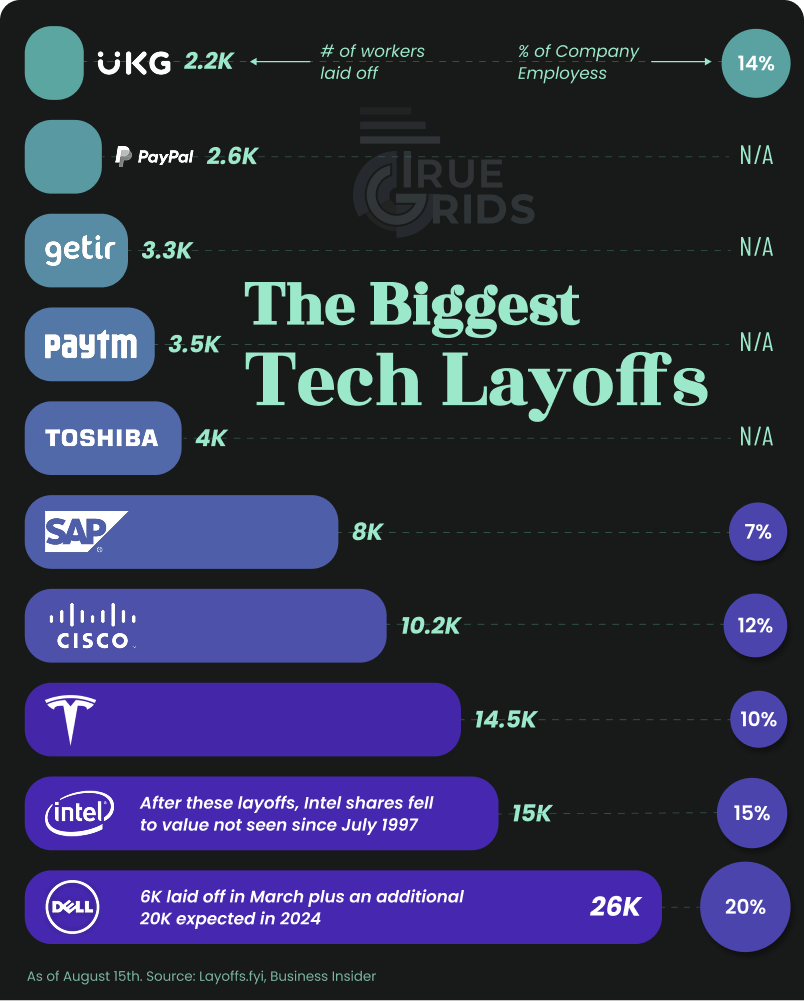 UKG 2.2K
# of workers
laid off
% of Company
Employess
14%
PayPal 2.6K N/A
TRUE
GRIDS
getir 3.3K N/A
The Biggest
Tech Layoffs
paytm 3.5K N/A
TOSHIBA 4K N/A
SAP 8K 7%
CISCO 10.2K 12%
14.5K 10%
intel After these layoffs, Intel shares fell
to value not seen since July 1997
15K 15%
DELL 6K laid off in March plus an additional
20K expected in 2024
26K 20%
As of August 15th. Source: Layoffs.fyi, Business Insider